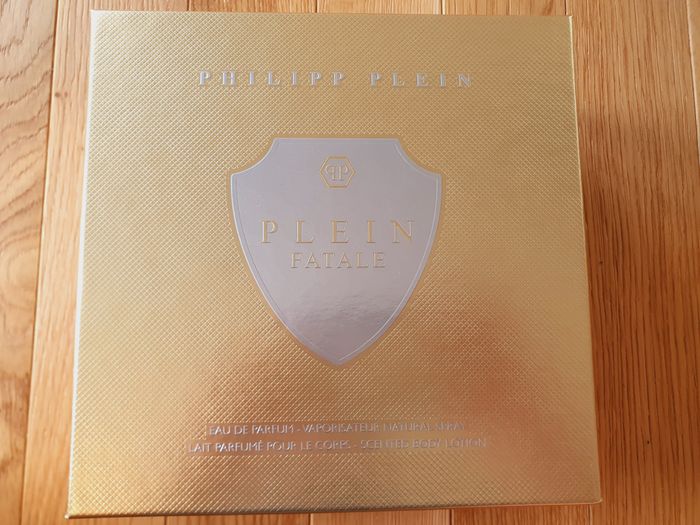 PHILIPP PLEIN
PLEIN
FATALE
EAU DE PARFUM - VAPORISATEUR NATURAL SPRAY
LAIT PARFUMÉ POUR LE CORPS - SCENTED BODY LOTION